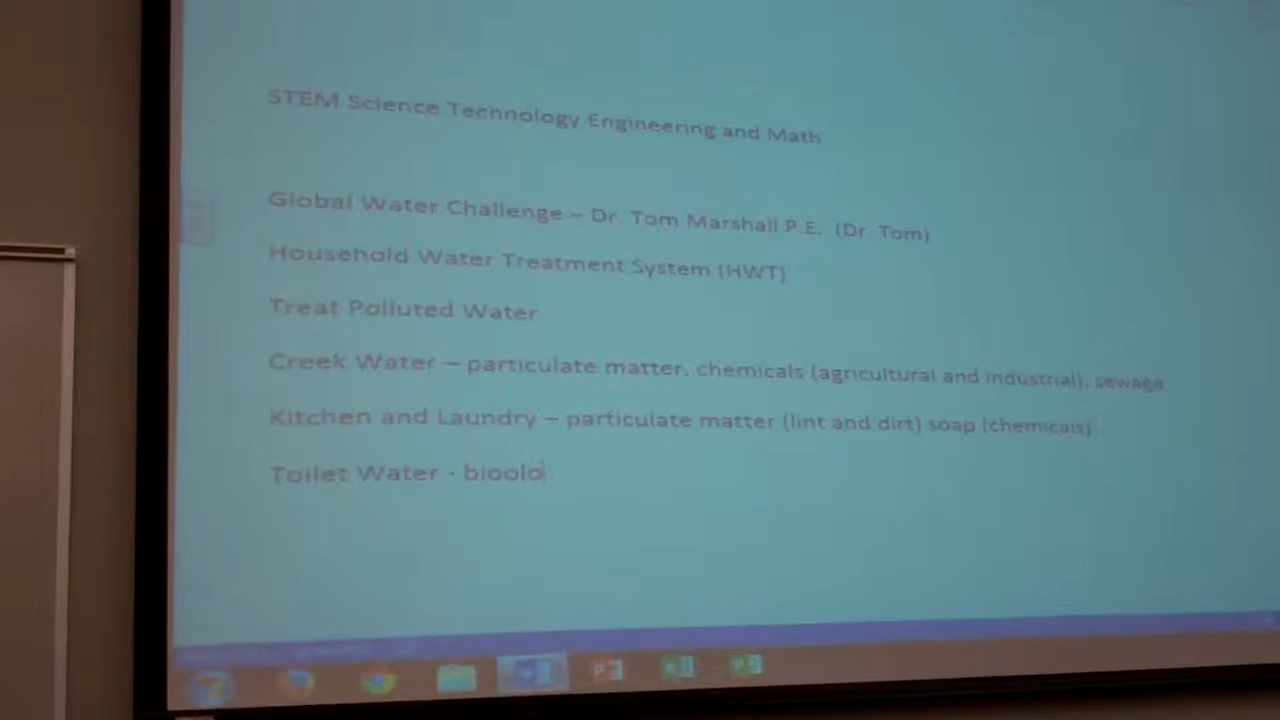 STEM Science Technology Engineering and Math
Global Water Challenge – Dr. Tom Marshall P.E. (Dr. Tom)
Household Water Treatment System (HWT)
Treat Polluted Water
Creek Water – particulate matter, chemicals (agricultural and industrial), sewage
Kitchen and Laundry – particulate matter (lint and dirt) soap (chemicals)
Toilet Water - bioolo